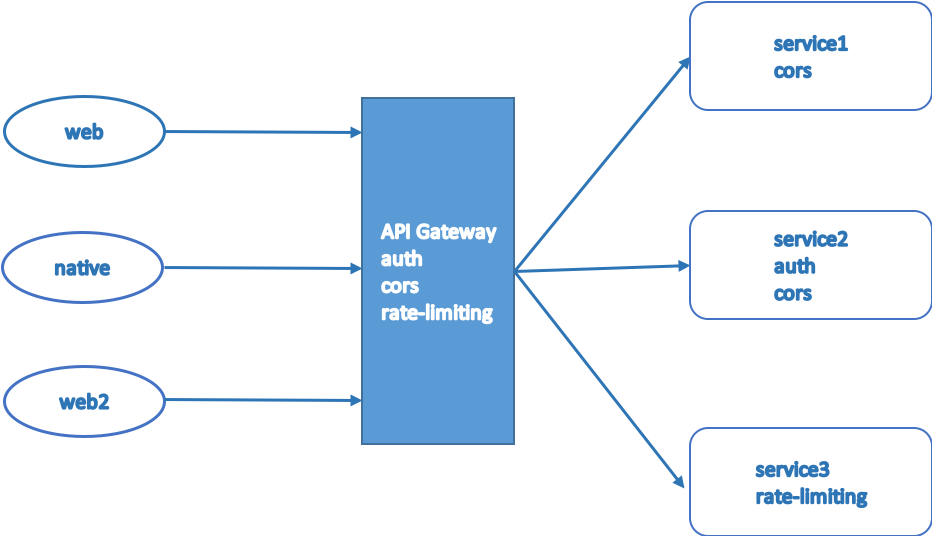 web
native
web2
API Gateway
auth
cors
rate-limiting
service1
cors
service2
auth
cors
service3
rate-limiting